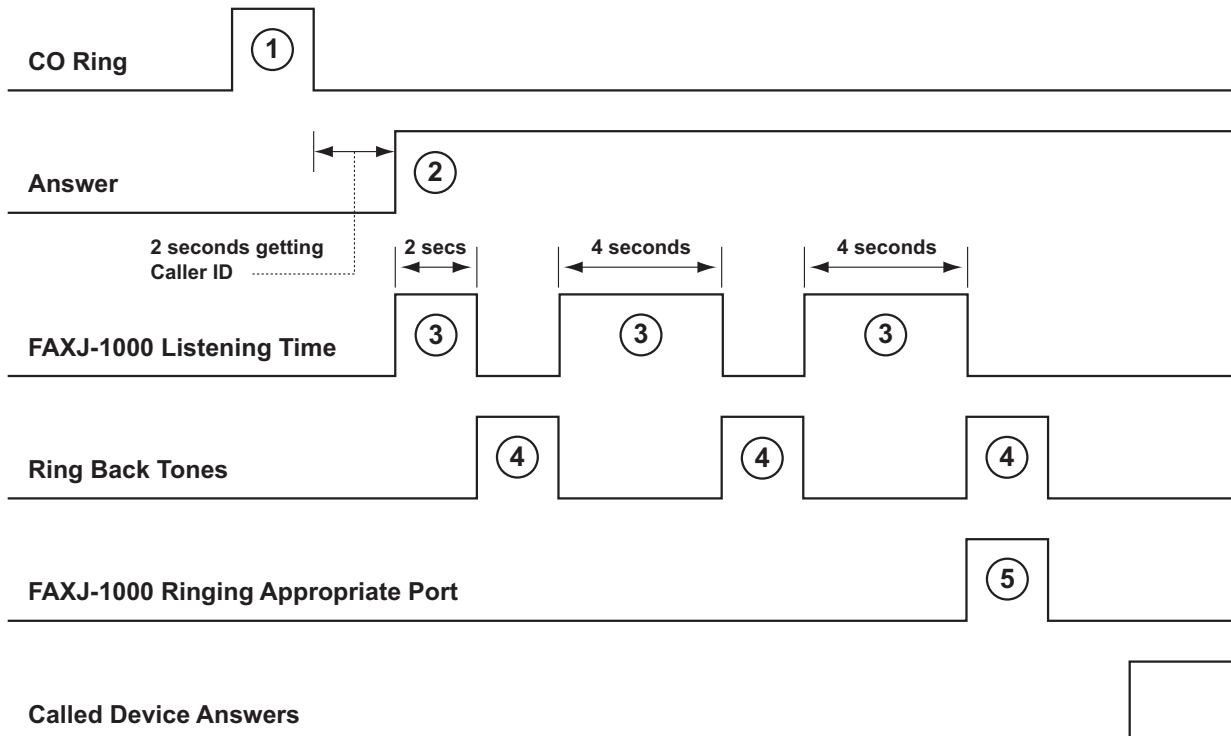 CO Ring
1
Answer
2
2 seconds getting
Caller ID
2 secs
4 seconds
4 seconds
FAXJ-1000 Listening Time
3
3
3
Ring Back Tones
4
4
4
FAXJ-1000 Ringing Appropriate Port
5
Called Device Answers